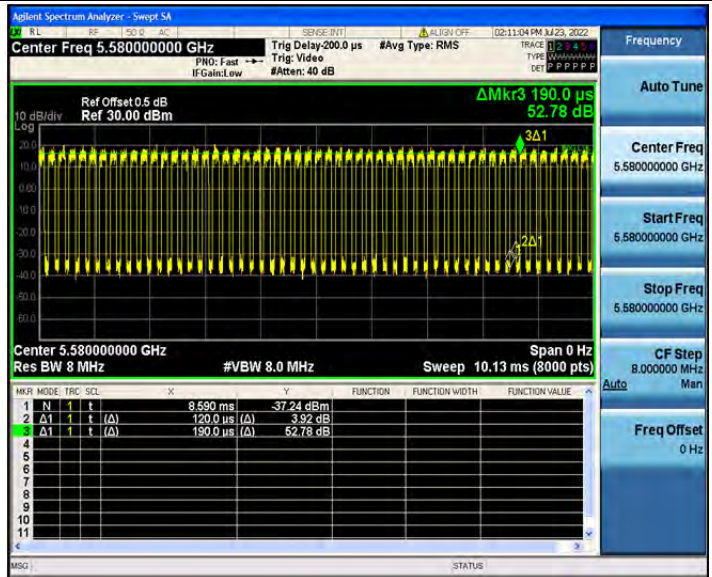 Agilent Spectrum Analyzer - Swept SA
RL RF 50 Ω AC SENSE:INT ALIGN OFF 02:11:04 PM Jul 23, 2022
Center Freq 5.580000000 GHz
PNO: Fast
IFGain:Low
Trig Delay-200.0 µs
Trig: Video
#Atten: 40 dB
#Avg Type: RMS
TRACE 1 2 3 4 5 6
TYPE
DET P P P P P P
Frequency
Auto Tune
Center Freq
5.580000000 GHz
Start Freq
5.580000000 GHz
Stop Freq
5.580000000 GHz
CF Step
8.000000 MHz
Auto Man
Freq Offset
0 Hz
ΔMkr3 190.0 µs
52.78 dB
10 dB/div
Log
Ref Offset 0.5 dB
Ref 30.00 dBm
20.0
10.0
0.00
-10.0
-20.0
-30.0
-40.0
-50.0
-60.0
3Δ1
2Δ1
Center 5.580000000 GHz Span 0 Hz
Res BW 8 MHz #VBW 8.0 MHz Sweep 10.13 ms (8000 pts)
MKR MODE TRC SCL X Y FUNCTION FUNCTION WIDTH FUNCTION VALUE
1 N 1 t 8.590 ms -37.24 dBm
2 Δ1 1 t (Δ) 120.0 µs (Δ) 3.92 dB
3 Δ1 1 t (Δ) 190.0 µs (Δ) 52.78 dB
4
5
6
7
8
9
10
11
MSG STATUS